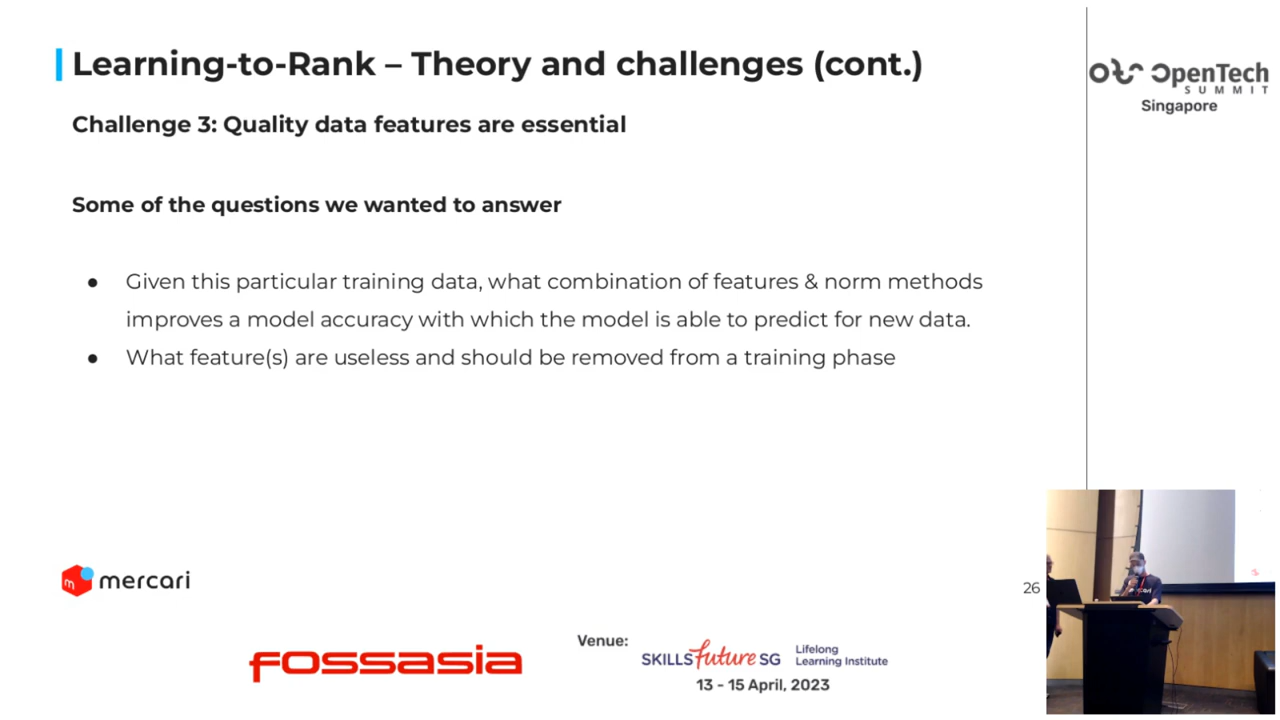 Learning-to-Rank – Theory and challenges (cont.)
Challenge 3: Quality data features are essential
Some of the questions we wanted to answer
● Given this particular training data, what combination of features & norm methods
improves a model accuracy with which the model is able to predict for new data.
● What feature(s) are useless and should be removed from a training phase
OpenTech
SUMMIT
Singapore
m mercari
26
FOSSASIA
Venue:
SKILLS future SG
Lifelong
Learning Institute
13 - 15 April, 2023